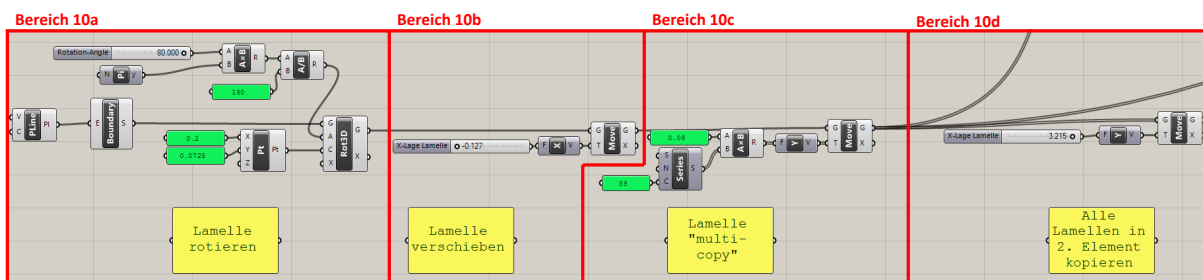 Bereich 10a
Bereich 10b
Bereich 10c
Bereich 10d
Rotation-Angle 80.000
A B A×B R
A B A/B R
N Pi y
180
V C PLine Pl
E Boundary S
0.2
0.0725
X Y Z Pt Pt
G A C X Rot3D G X
X-Lage Lamelle -0.127
F X V
G T Move G X
0.08
S N C Series S
39
A B A×B R
F Y V
G T Move G X
X-Lage Lamelle 3.215
F Y V
G T Move G X
Lamelle
rotieren
Lamelle
verschieben
Lamelle
"multi-
copy"
Alle
Lamellen in
2. Element
kopieren